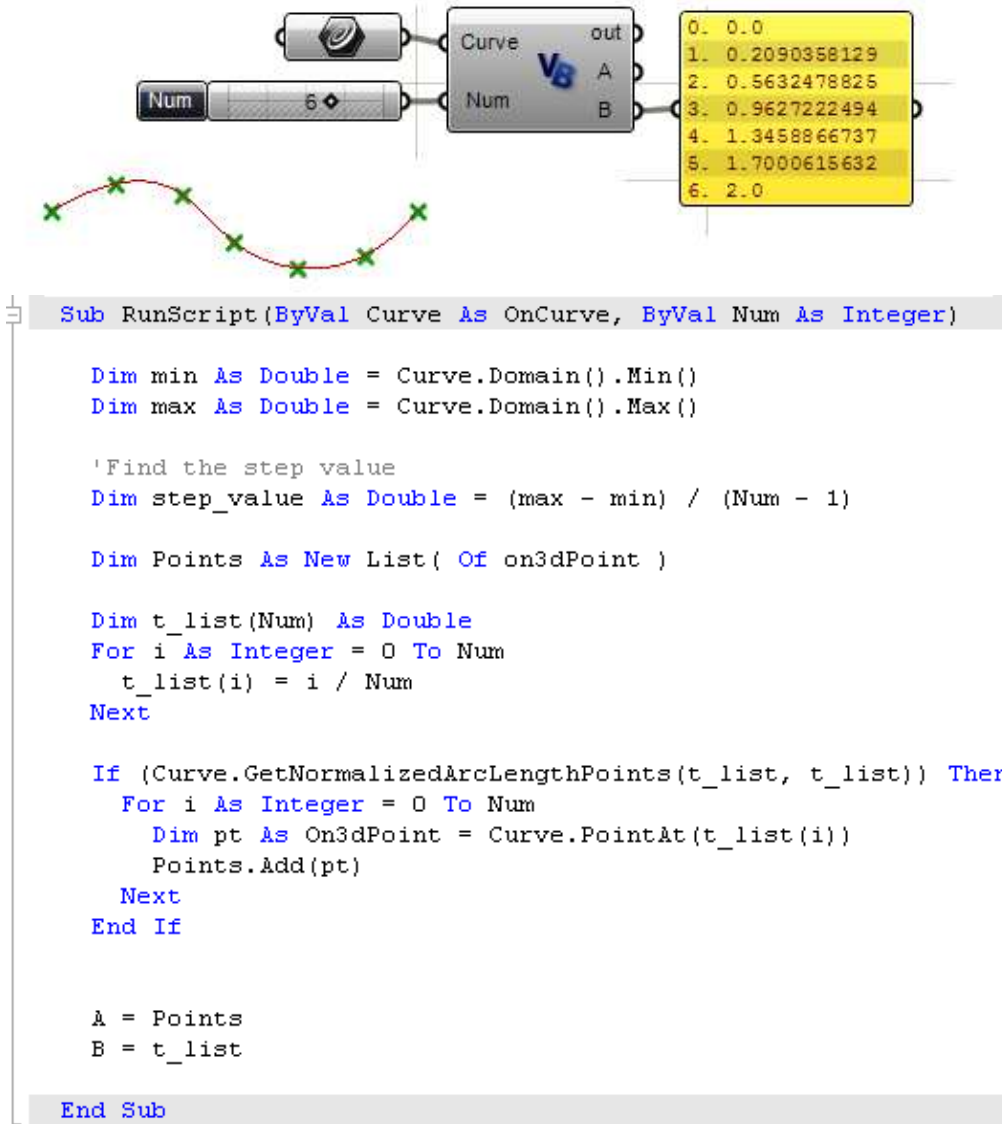 Curve
Num
VB
out
A
B
Num
6
0. 0.0
1. 0.2090358129
2. 0.5632478825
3. 0.9627222494
4. 1.3458866737
5. 1.7000615632
6. 2.0
Sub RunScript(ByVal Curve As OnCurve, ByVal Num As Integer)
Dim min As Double = Curve.Domain().Min()
Dim max As Double = Curve.Domain().Max()
'Find the step value
Dim step_value As Double = (max - min) / (Num - 1)
Dim Points As New List( Of on3dPoint )
Dim t_list(Num) As Double
For i As Integer = 0 To Num
t_list(i) = i / Num
Next
If (Curve.GetNormalizedArcLengthPoints(t_list, t_list)) Then
For i As Integer = 0 To Num
Dim pt As On3dPoint = Curve.PointAt(t_list(i))
Points.Add(pt)
Next
End If
A = Points
B = t_list
End Sub